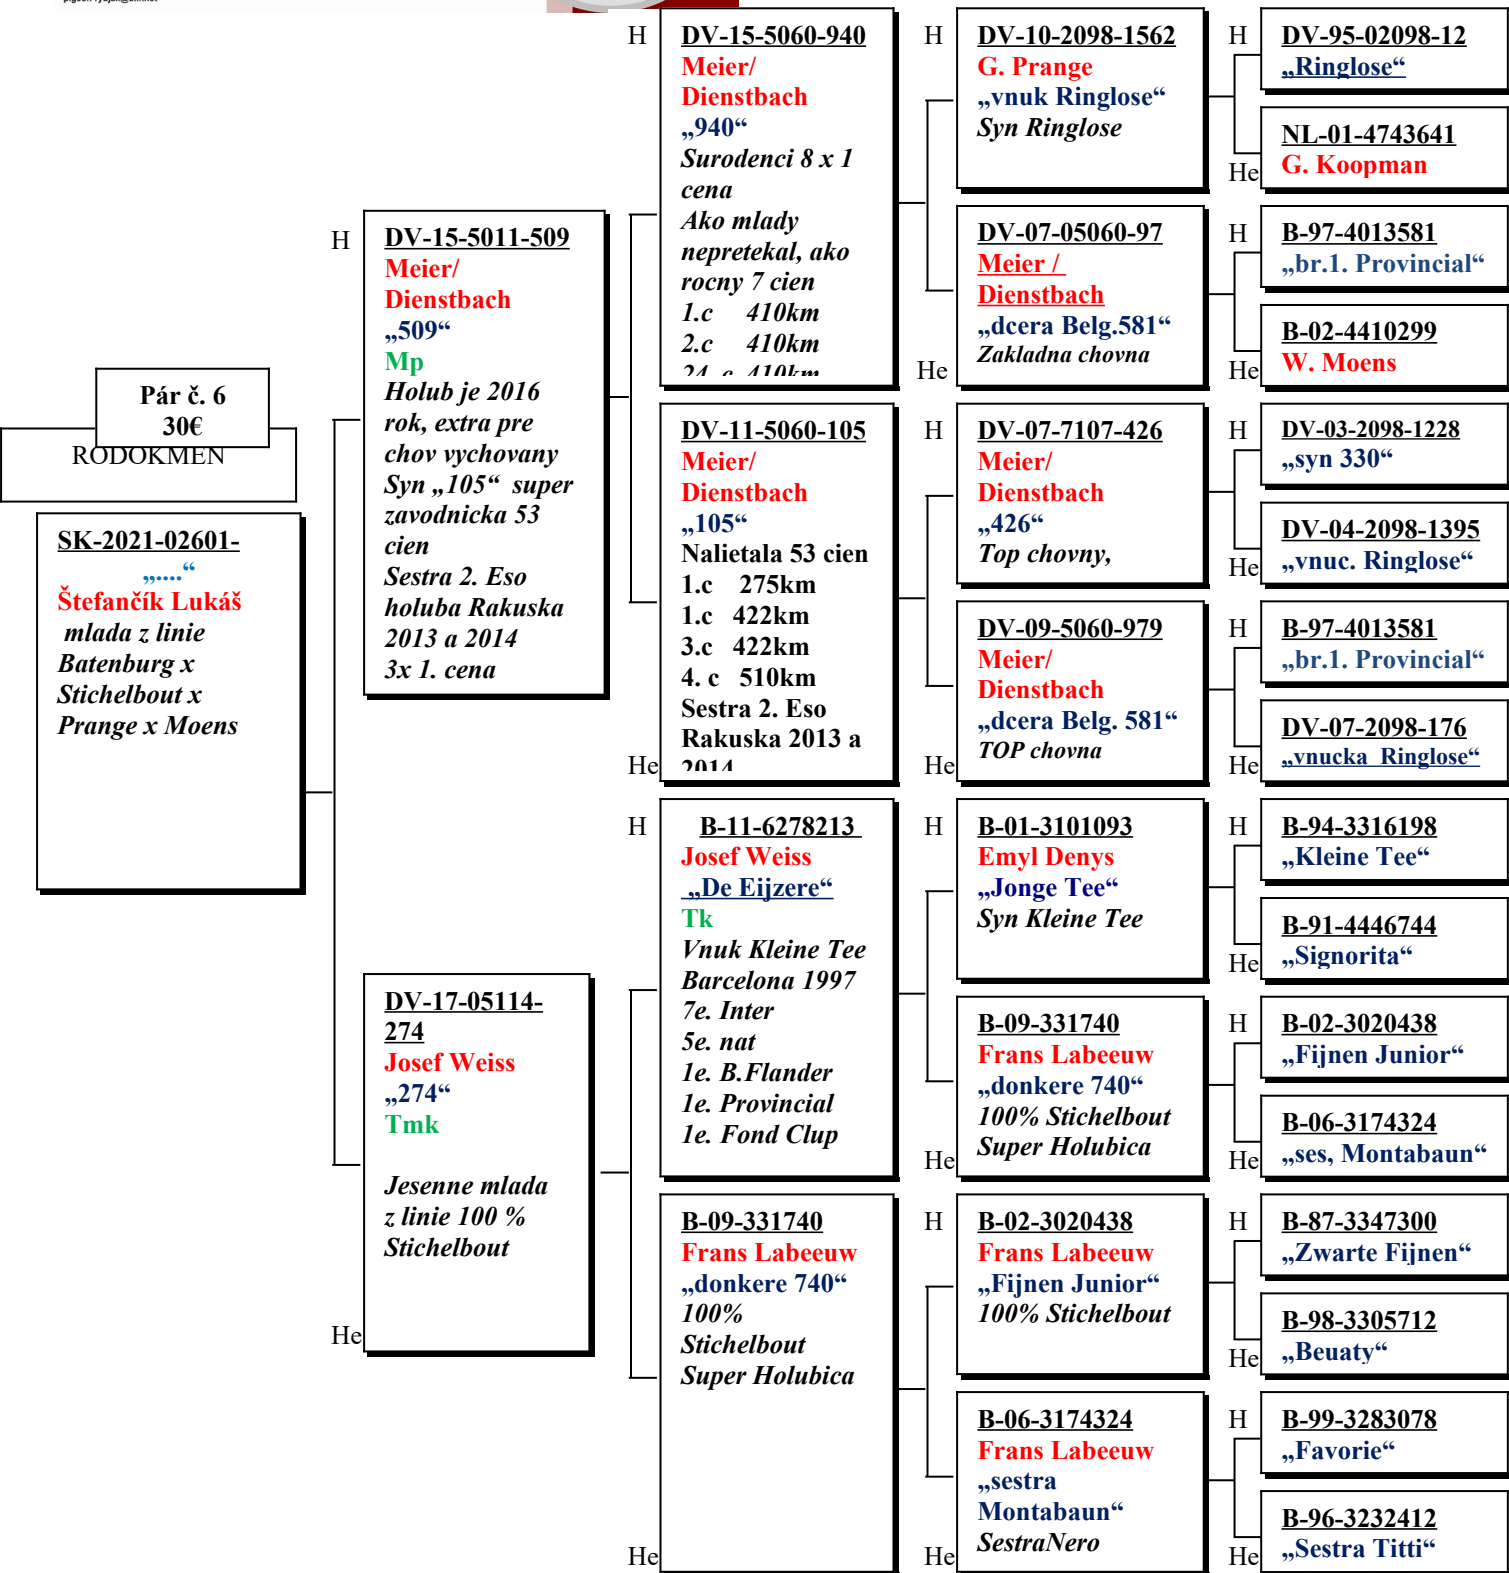 Pár č. 6
30€
RODOKMEŇ
SK-2021-02601-
„....“
Štefančík Lukáš
mlada z linie
Batenburg x
Stichelbout x
Prange x Moens
H
DV-15-5011-509
Meier/
Dienstbach
„509“
Mp
Holub je 2016
rok, extra pre
chov vychovany
Syn „105“ super
zavodnicka 53
cien
Sestra 2. Eso
holuba Rakuska
2013 a 2014
3x 1. cena
He
DV-17-05114-
274
Josef Weiss
„274“
Tmk
Jesenne mlada
z linie 100 %
Stichelbout
H
DV-15-5060-940
Meier/
Dienstbach
„940“
Surodenci 8 x 1
cena
Ako mlady
nepretekal, ako
rocny 7 cien
1.c 410km
2.c 410km
24. c 410km
He
DV-11-5060-105
Meier/
Dienstbach
„105“
Nalietala 53 cien
1.c 275km
1.c 422km
3.c 422km
4. c 510km
Sestra 2. Eso
Rakuska 2013 a
2014
H
B-11-6278213
Josef Weiss
„De Eijzere“
Tk
Vnuk Kleine Tee
Barcelona 1997
7e. Inter
5e. nat
1e. B.Flander
1e. Provincial
1e. Fond Clup
He
B-09-331740
Frans Labeeuw
„donkere 740“
100%
Stichelbout
Super Holubica
H
DV-10-2098-1562
G. Prange
„vnuk Ringlose“
Syn Ringlose
He
DV-07-05060-97
Meier /
Dienstbach
„dcera Belg.581“
Zakladna chovna
H
DV-07-7107-426
Meier/
Dienstbach
„426“
Top chovny,
He
DV-09-5060-979
Meier/
Dienstbach
„dcera Belg. 581“
TOP chovna
H
B-01-3101093
Emyl Denys
„Jonge Tee“
Syn Kleine Tee
He
B-09-331740
Frans Labeeuw
„donkere 740“
100% Stichelbout
Super Holubica
H
B-02-3020438
Frans Labeeuw
„Fijnen Junior“
100% Stichelbout
He
B-06-3174324
Frans Labeeuw
„sestra
Montabaun“
SestraNero
H
DV-95-02098-12
„Ringlose“
He
NL-01-4743641
G. Koopman
H
B-97-4013581
„br.1. Provincial“
He
B-02-4410299
W. Moens
H
DV-03-2098-1228
„syn 330“
He
DV-04-2098-1395
„vnuc. Ringlose“
H
B-97-4013581
„br.1. Provincial“
He
DV-07-2098-176
„vnucka Ringlose“
H
B-94-3316198
„Kleine Tee“
He
B-91-4446744
„Signorita“
H
B-02-3020438
„Fijnen Junior“
He
B-06-3174324
„ses, Montabaun“
H
B-87-3347300
„Zwarte Fijnen“
He
B-98-3305712
„Beuaty“
H
B-99-3283078
„Favorie“
He
B-96-3232412
„Sestra Titti“